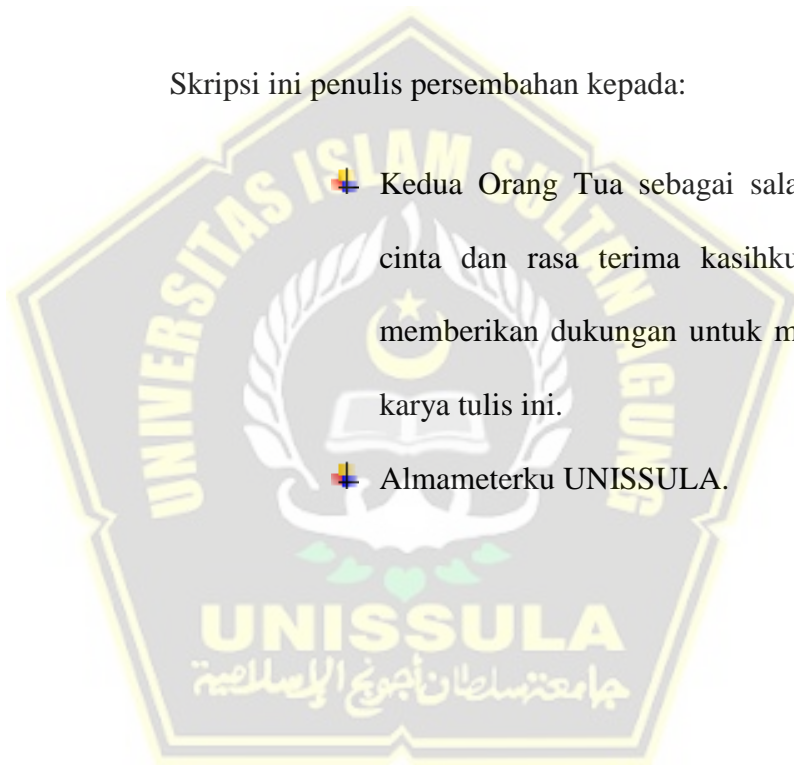 Skripsi ini penulis persembahan kepada:
UNIVERSITAS ISLAM SULTAN AGUNG
Kedua Orang Tua sebagai sala
cinta dan rasa terima kasihku
memberikan dukungan untuk m
karya tulis ini.
Almameterku UNISSULA.
UNISSULA
جامعة سلطان أجونج الإسلامية